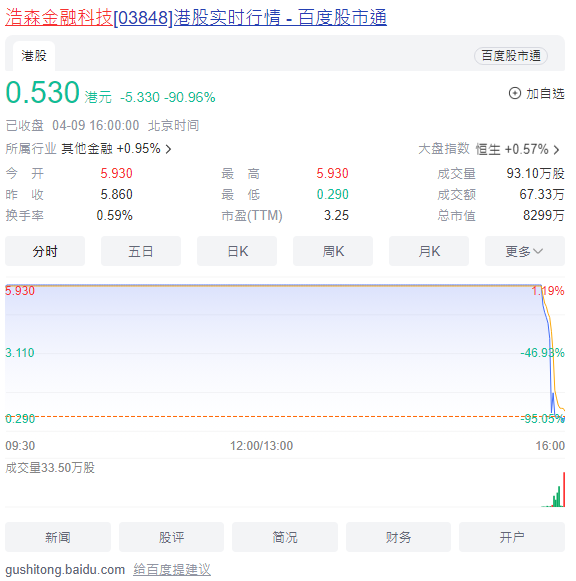 浩森金融科技[03848]港股实时行情 - 百度股市通
港股 百度股市通
0.530 港元 -5.330 -90.96% 加自选
已收盘 04-09 16:00:00 北京时间
所属行业 其他金融 +0.95% 大盘指数 恒生 +0.57%
今 开 5.930 最 高 5.930 成交量 93.10万股
昨 收 5.860 最 低 0.290 成交额 67.33万
换手率 0.59% 市盈(TTM) 3.25 总市值 8299万
分时 五日 日K 周K 月K 更多
5.930 1.19%
3.110 -46.93%
0.290 -95.05%
09:30 12:00/13:00 16:00
成交量33.50万股
新闻 股评 简况 财务 开户
gushitong.baidu.com 给百度提建议